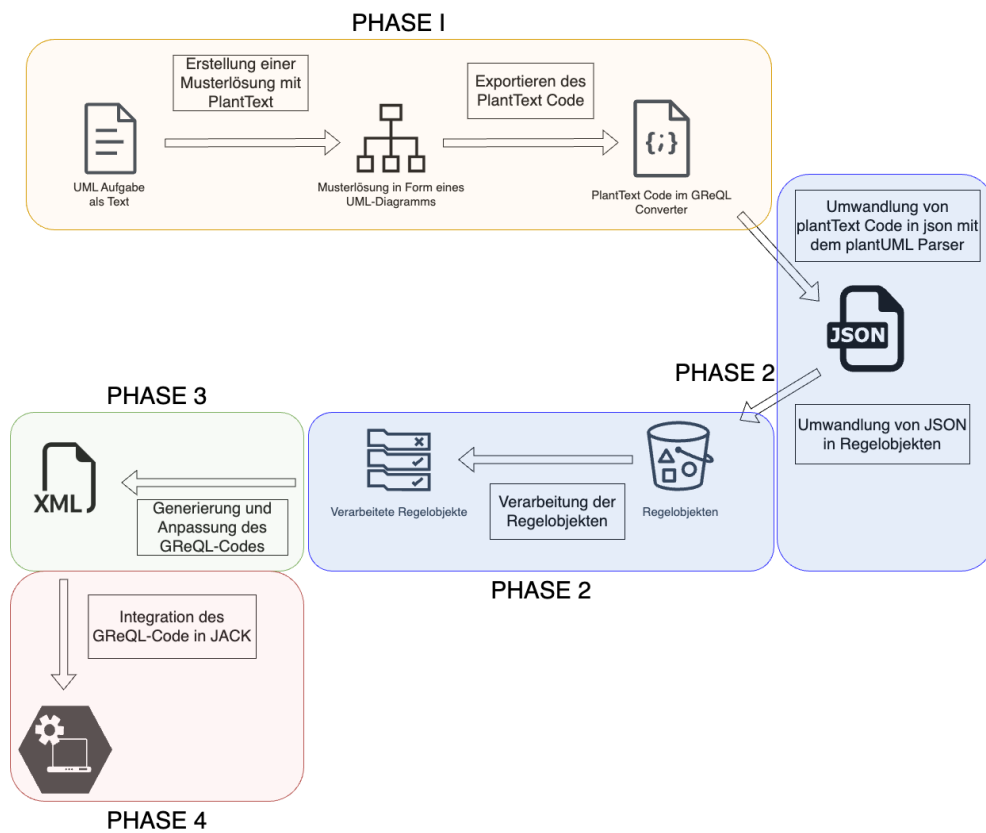 PHASE I
Erstellung einer
Musterlösung mit
PlantText
Exportieren des
PlantText Code
{;}
UML Aufgabe
als Text
Musterlösung in Form eines
UML-Diagramms
PlantText Code im GReQL
Converter
Umwandlung von
plantText Code in json mit
dem plantUML Parser
JSON
PHASE 2
Umwandlung von JSON
in Regelobjekten
Regelobjekten
Verarbeitung der
Regelobjekten
Verarbeitete Regelobjekte
PHASE 2
PHASE 3
XML
Generierung und
Anpassung des
GReQL-Codes
Integration des
GReQL-Code in JACK
PHASE 4